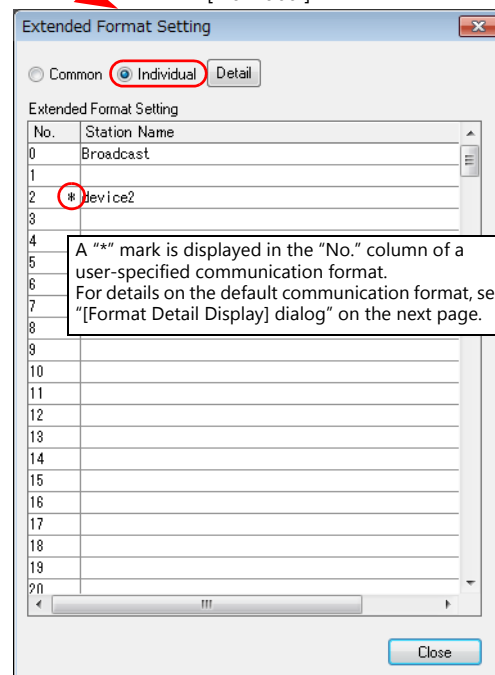 Extended Format Setting
Common Individual Detail
Extended Format Setting
No. Station Name
0 Broadcast
1
2 * device2
3
4
5
6
7
8
9
10
11
12
13
14
15
16
17
18
19
20
A “*” mark is displayed in the “No.” column of a
user-specified communication format.
For details on the default communication format, se
“[Format Detail Display] dialog” on the next page.
Close